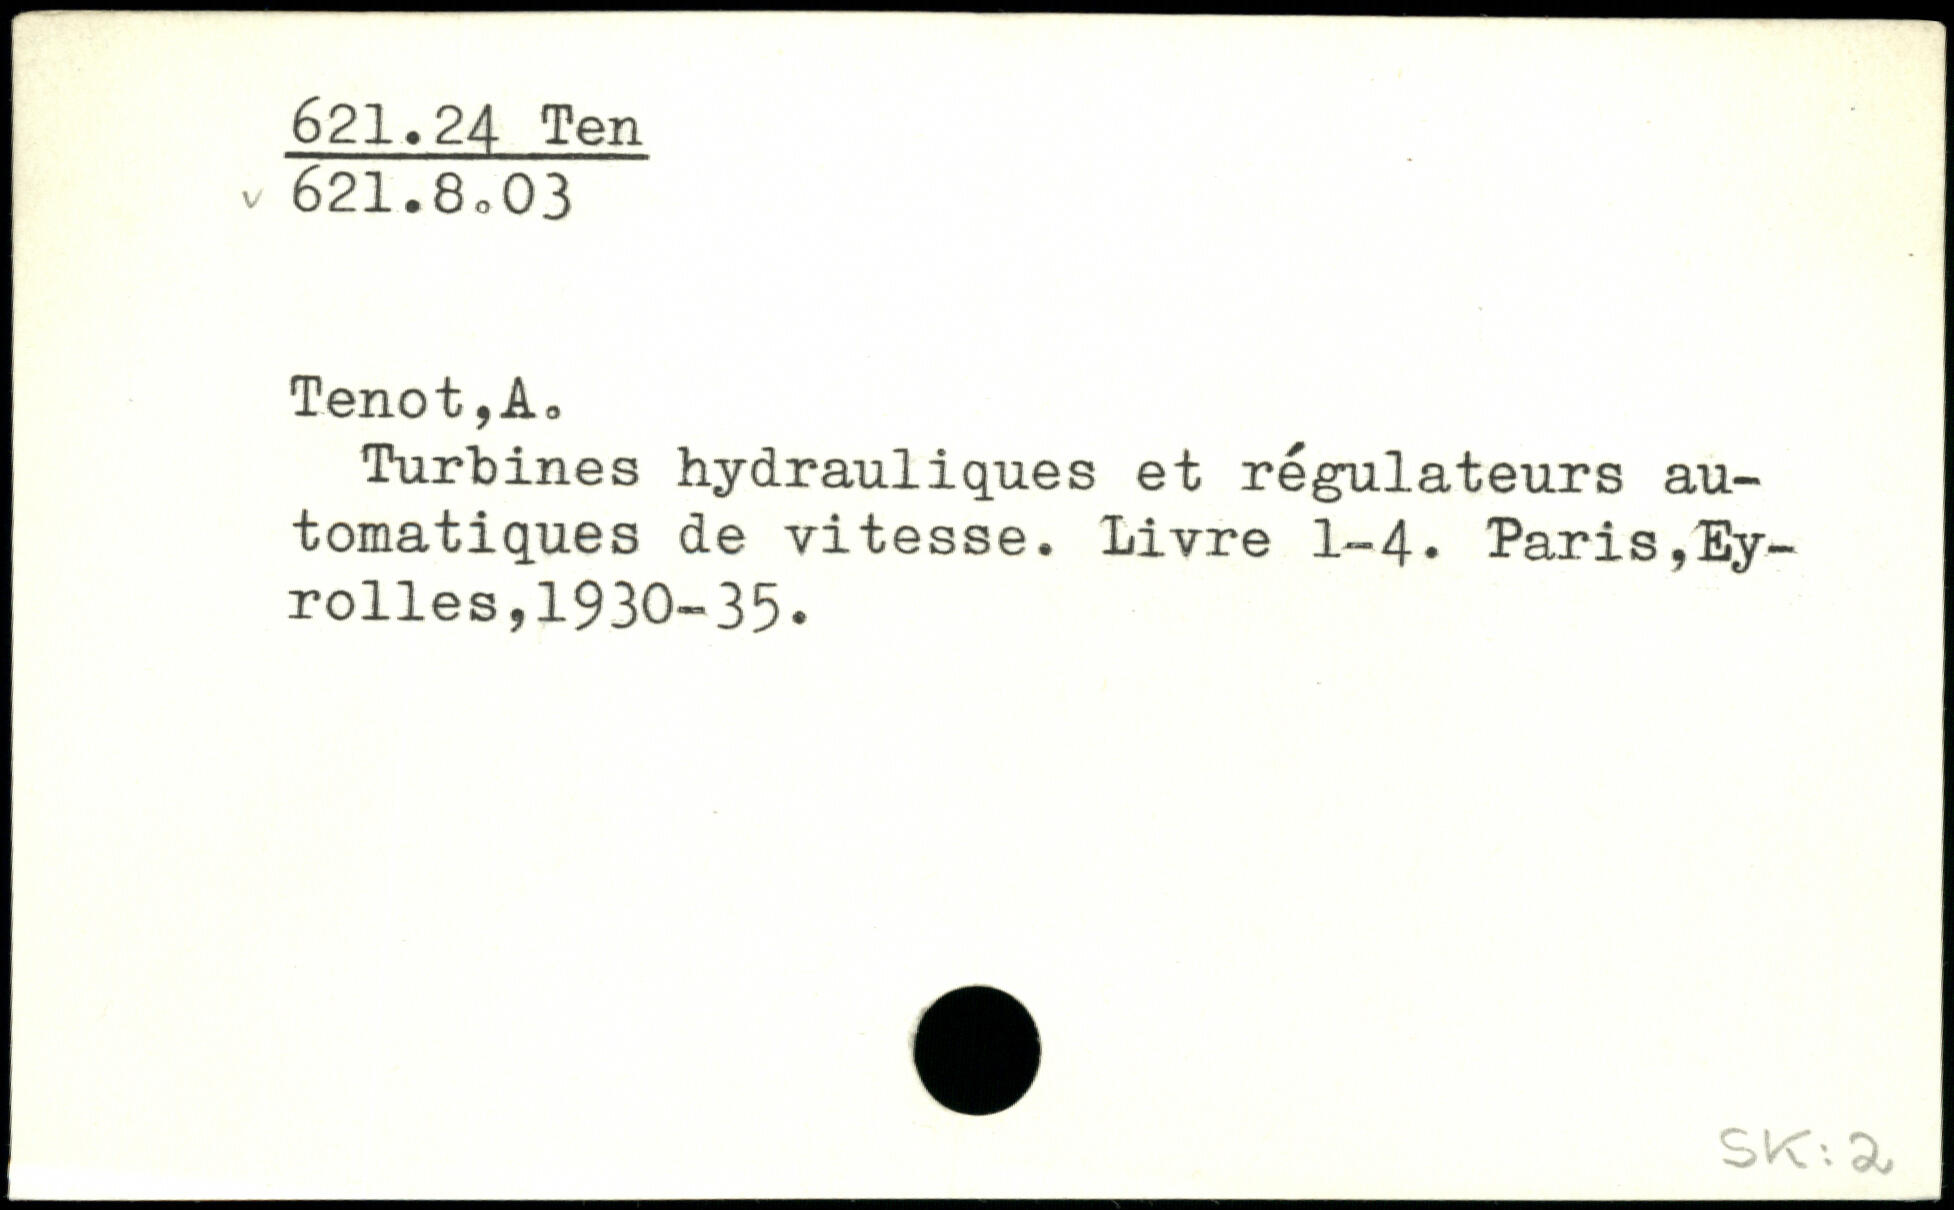 621.24 Ten
v 621.8.03
Tenot,A.
Turbines hydrauliques et régulateurs au-
tomatiques de vitesse. Livre 1-4. Paris,Ey-
rolles,1930-35.
SK:2